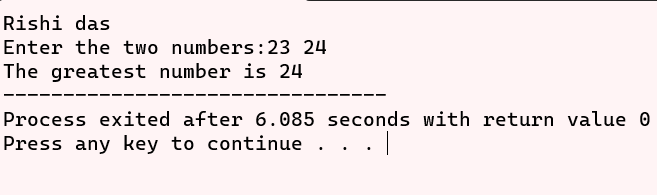 Rishi das
Enter the two numbers:23 24
The greatest number is 24
--------------------------------
Process exited after 6.085 seconds with return value 0
Press any key to continue . . .